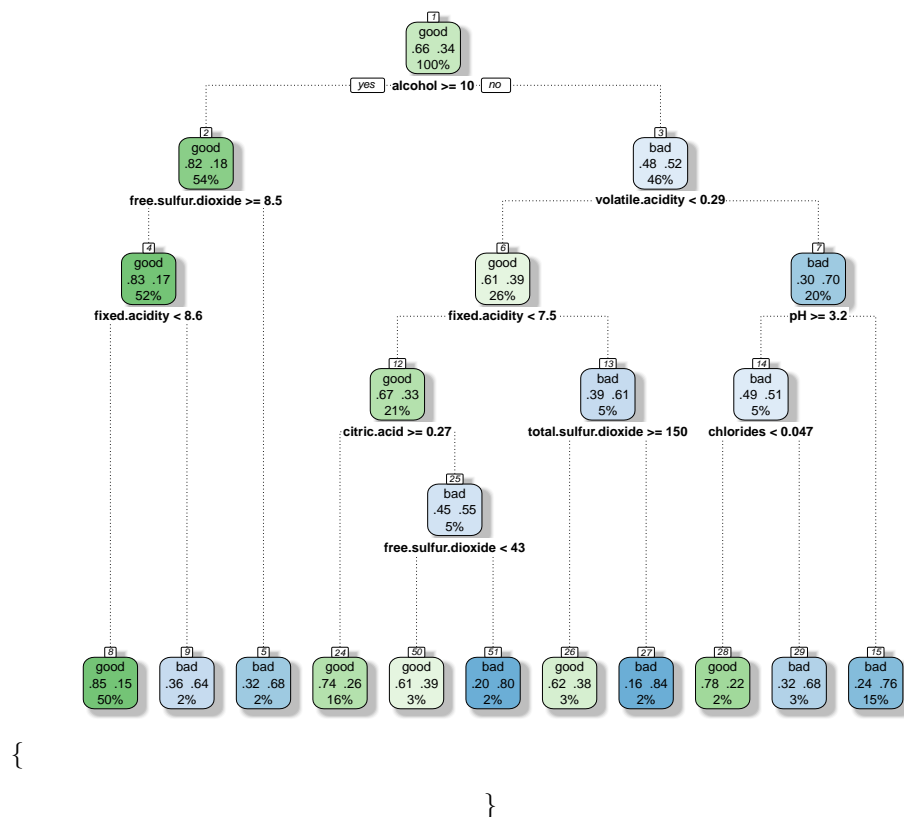 1
good
.66 .34
100%
yes alcohol >= 10 no
2 3
good bad
.82 .18 .48 .52
54% 46%
free.sulfur.dioxide >= 8.5 volatile.acidity < 0.29
4 6 7
good good bad
.83 .17 .61 .39 .30 .70
52% 26% 20%
fixed.acidity < 8.6 fixed.acidity < 7.5 pH >= 3.2
12 13 14
good bad bad
.67 .33 .39 .61 .49 .51
21% 5% 5%
citric.acid >= 0.27 total.sulfur.dioxide >= 150 chlorides < 0.047
25
bad
.45 .55
5%
free.sulfur.dioxide < 43
8 9 5 24 50 51 26 27 28 29 15
good bad bad good good bad good bad good bad bad
.85 .15 .36 .64 .32 .68 .74 .26 .61 .39 .20 .80 .62 .38 .16 .84 .78 .22 .32 .68 .24 .76
50% 2% 2% 16% 3% 2% 3% 2% 2% 3% 15%
{
}